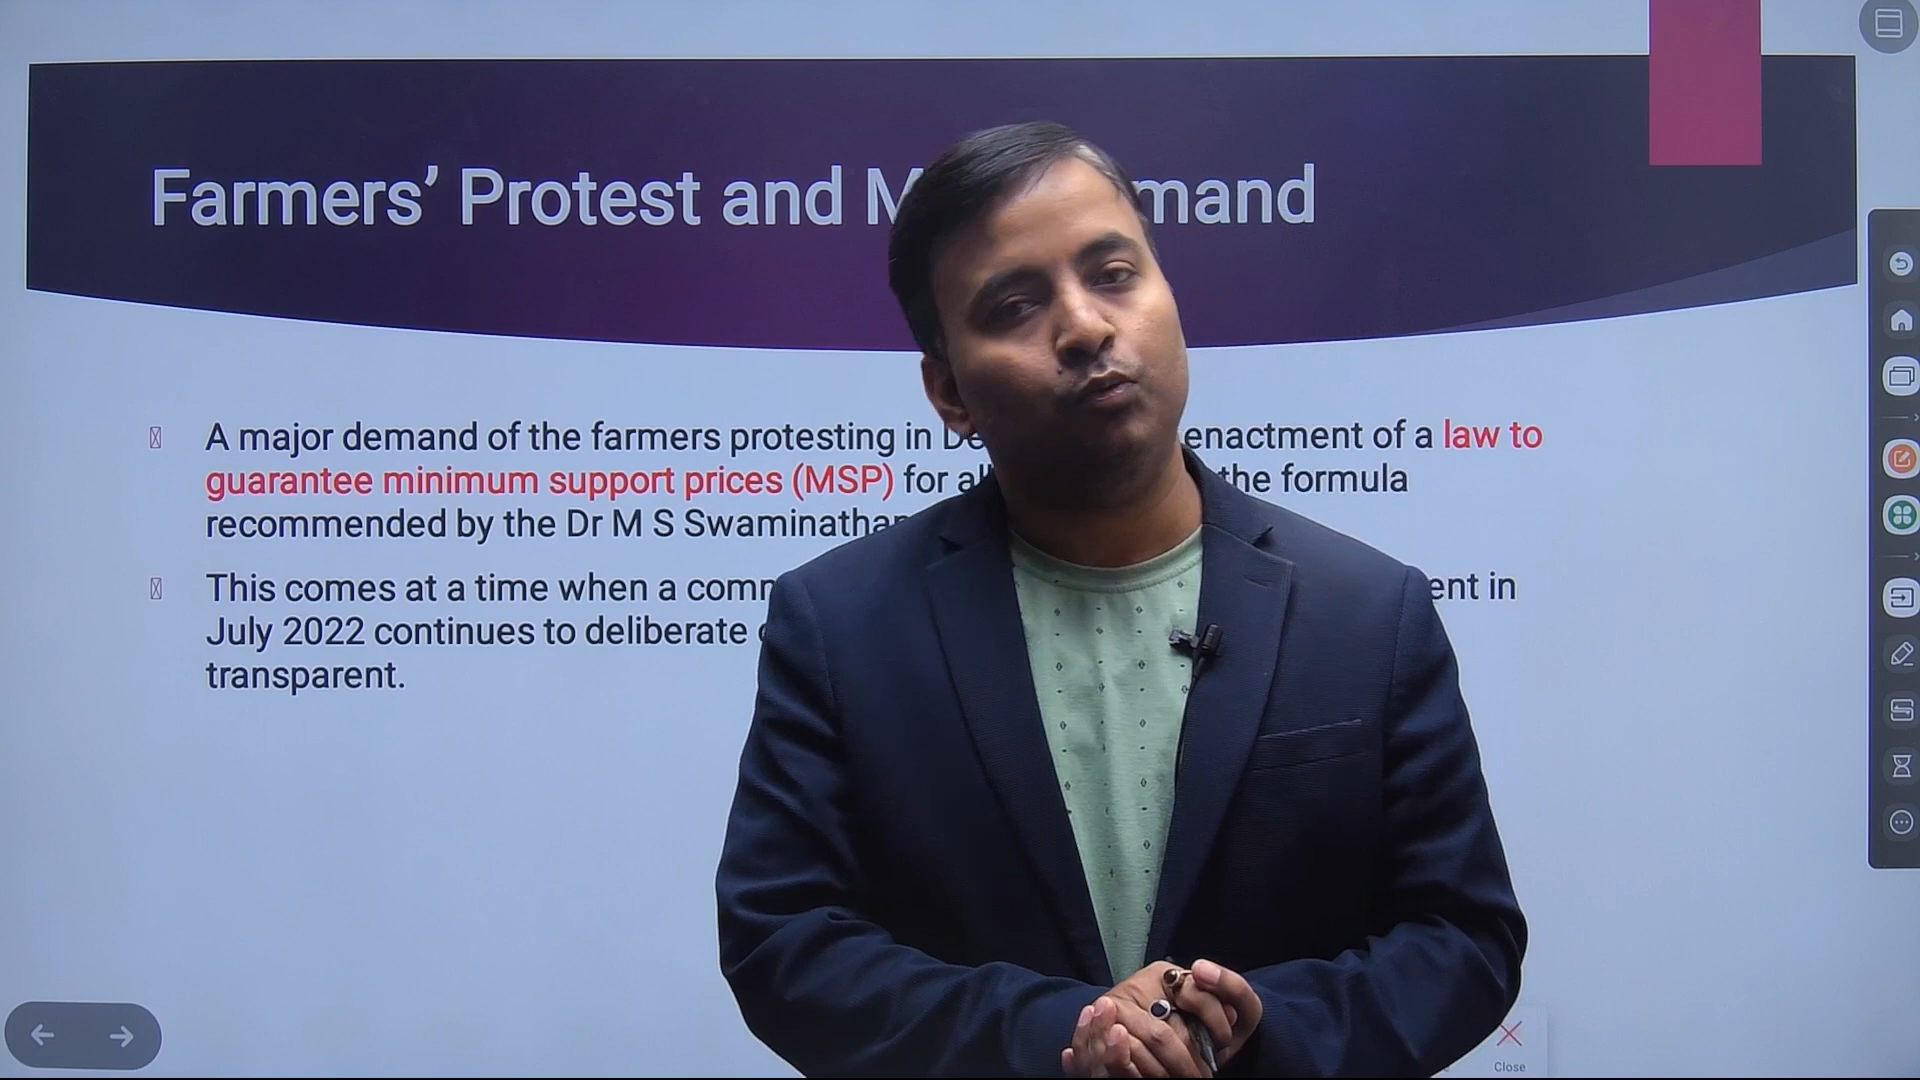 Farmers’ Protest and M mand
A major demand of the farmers protesting in De enactment of a law to
guarantee minimum support prices (MSP) for al the formula
recommended by the Dr M S Swaminathan
This comes at a time when a comm ent in
July 2022 continues to deliberate
transparent.
Close